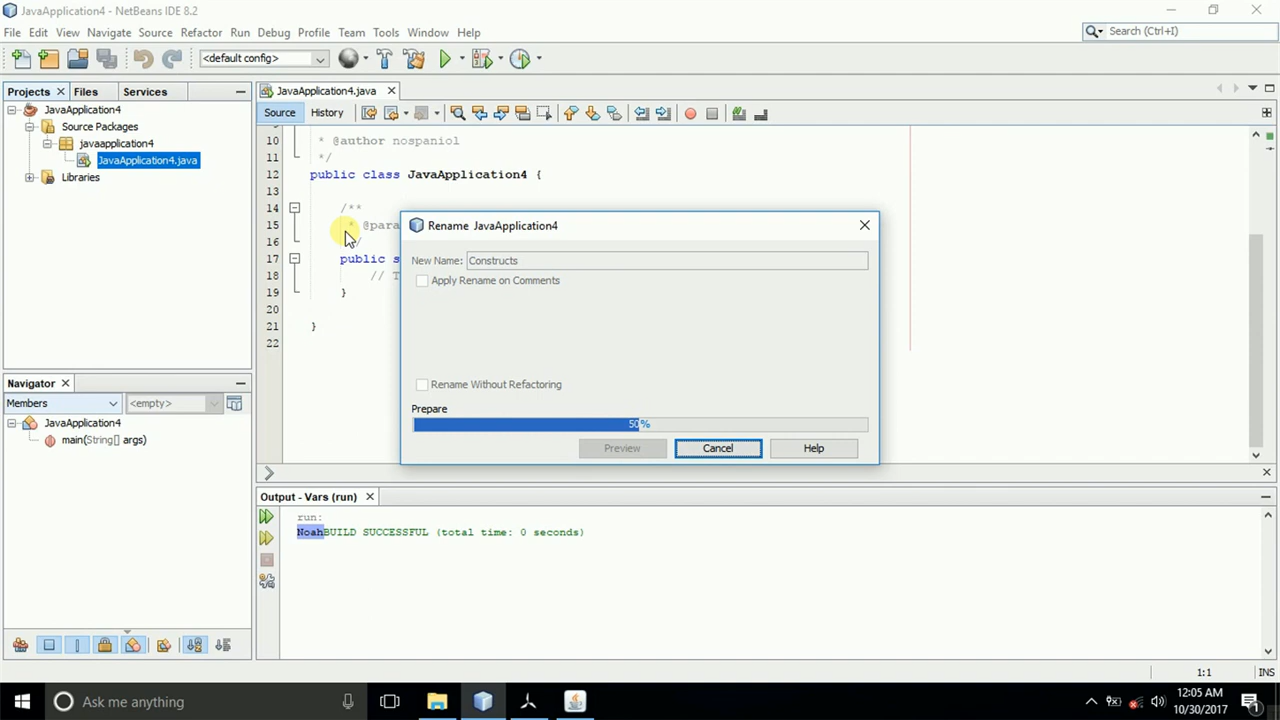 JavaApplication4 - NetBeans IDE 8.2
File Edit View Navigate Source Refactor Run Debug Profile Team Tools Window Help
Search (Ctrl+I)
<default config>
Projects Files Services
JavaApplication4
Source Packages
javaapplication4
JavaApplication4.java
Libraries
JavaApplication4.java
Source History
10 * @author nospaniol
11 */
12 public class JavaApplication4 {
13
14 /**
15 * @para
16 */
17 public s
18 // T
19 }
20
21 }
22
Rename JavaApplication4
New Name: Constructs
Apply Rename on Comments
Rename Without Refactoring
Prepare
50%
Preview Cancel Help
Navigator
Members <empty>
JavaApplication4
main(String[] args)
Output - Vars (run)
run:
NoahBUILD SUCCESSFUL (total time: 0 seconds)
1:1 INS
Ask me anything
12:05 AM
10/30/2017
1